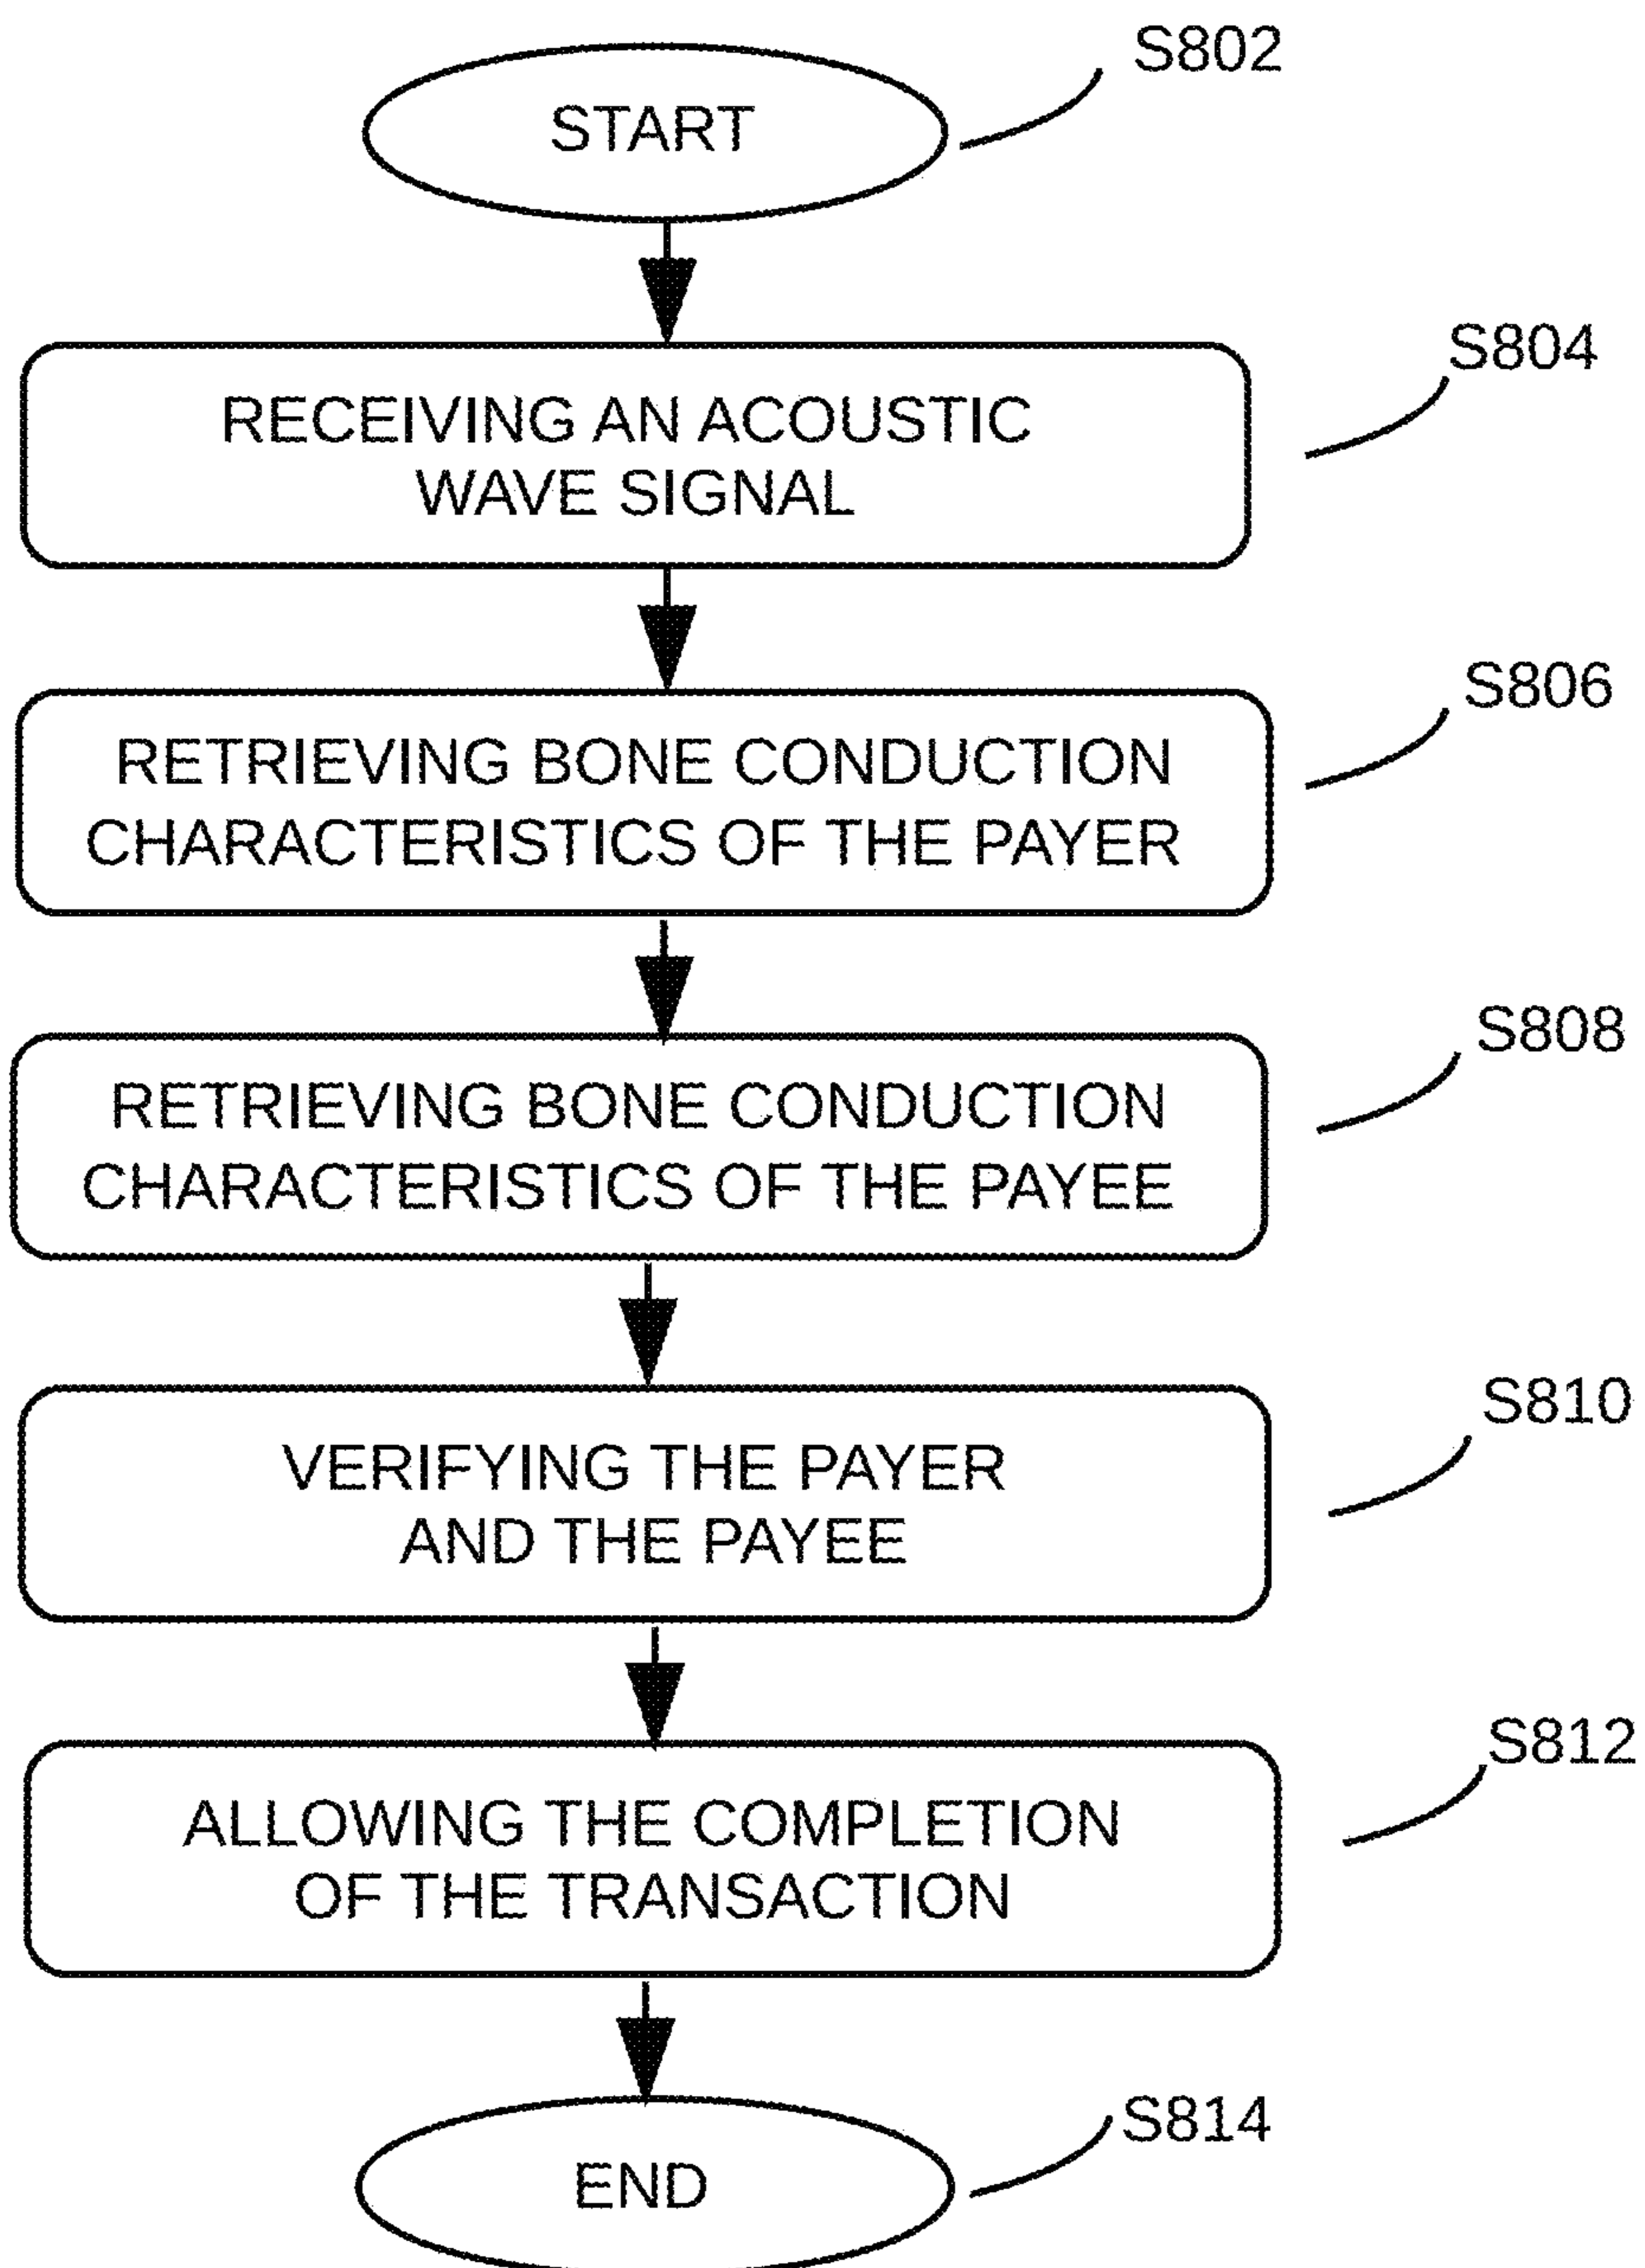 S802
START
S804
RECEIVING AN ACOUSTIC
WAVE SIGNAL
S806
RETRIEVING BONE CONDUCTION
CHARACTERISTICS OF THE PAYER
S808
RETRIEVING BONE CONDUCTION
CHARACTERISTICS OF THE PAYEE
S810
VERIFYING THE PAYER
AND THE PAYEE
S812
ALLOWING THE COMPLETION
OF THE TRANSACTION
S814
END